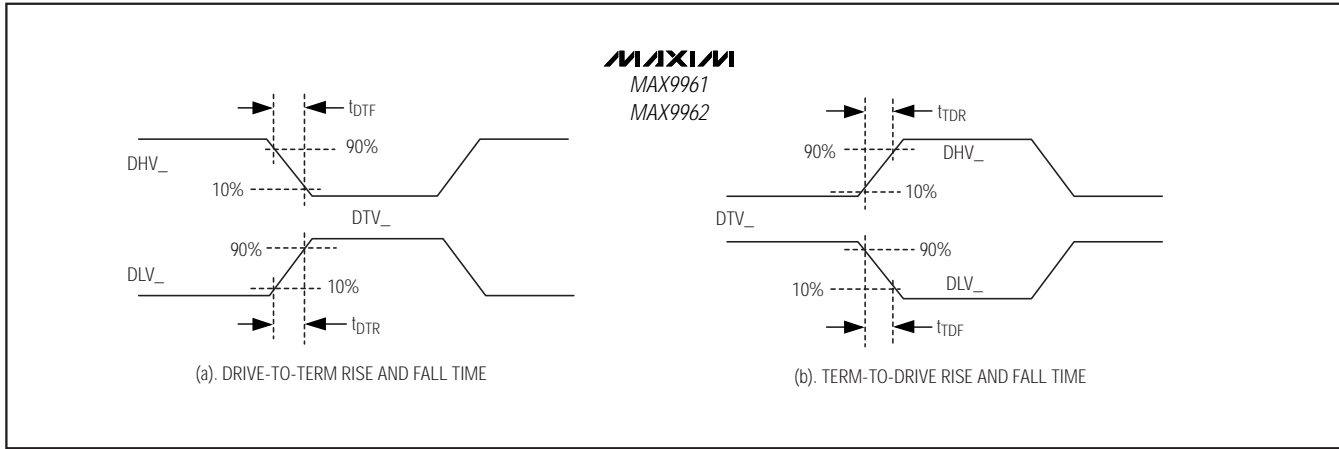 MAXIM
MAX9961
MAX9962
tDTF
90%
DHV_
10%
DTV_
90%
DLV_
10%
tDTR
(a). DRIVE-TO-TERM RISE AND FALL TIME
tTDR
90%
DHV_
10%
DTV_
90%
10%
DLV_
tTDF
(b). TERM-TO-DRIVE RISE AND FALL TIME